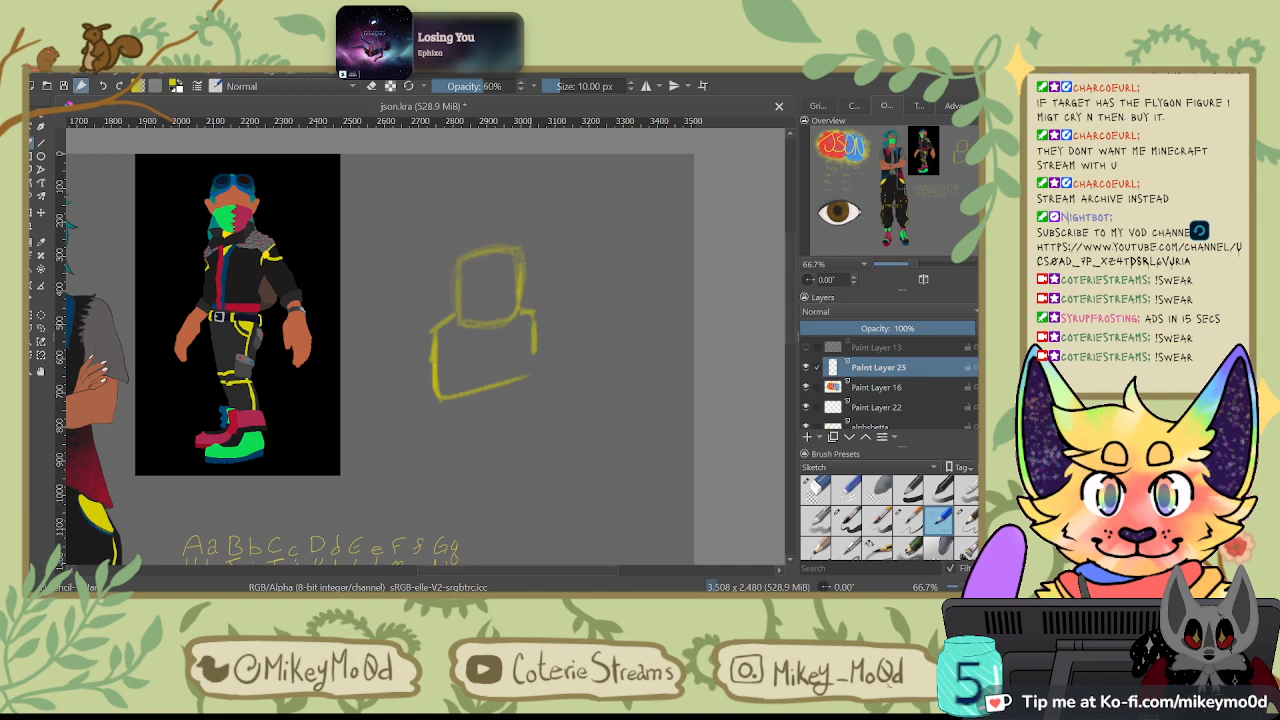 Losing You
Ephixa
Normal
Opacity: 60%
Size: 10.00 px
json.kra (528.9 MiB) *
Gri...
C...
O...
T...
Adva
1700 1800 1900 2000 2100 2200 2300 2400 2500 2600 2700 2800 2900 3000 3100 3200 3300 3400 3500
Overview
JSON
66.7%
0.00°
Layers
Normal
Opacity: 100%
Paint Layer 13
Paint Layer 25
Paint Layer 16
Paint Layer 22
Brush Presets
Sketch
Tag
Search
AaBbCcDdEeFfGg
RGB/Alpha (8-bit integer/channel) sRGB-elle-V2-srgbtrc.icc
3,508 x 2,480 (528.9 MiB)
0.00°
66.7%
CHARCOEURL;
IF TARGET HAS THE FLYGON FIGURE I
MIGT CRY N THEN. BUY IT.
CHARCOEURL;
THEY DONT WANT ME MINECRAFT
STREAM WITH U
CHARCOEURL;
STREAM ARCHIVE INSTEAD
NIGHTBOT;
SUBSCRIBE TO MY VOD CHANNE
COTERIESTREAMS; !SWEAR
COTERIESTREAMS; !SWEAR
SYRUPFROSTING; ADS IN 15 SECS
COTERIESTREAMS; !SWEAR
COTERIESTREAMS; !SWEAR
@MikeyMo0d
CoterieStreams
Mikey_Mo0d
5
Tip me at Ko-fi.com/mikeymo0d